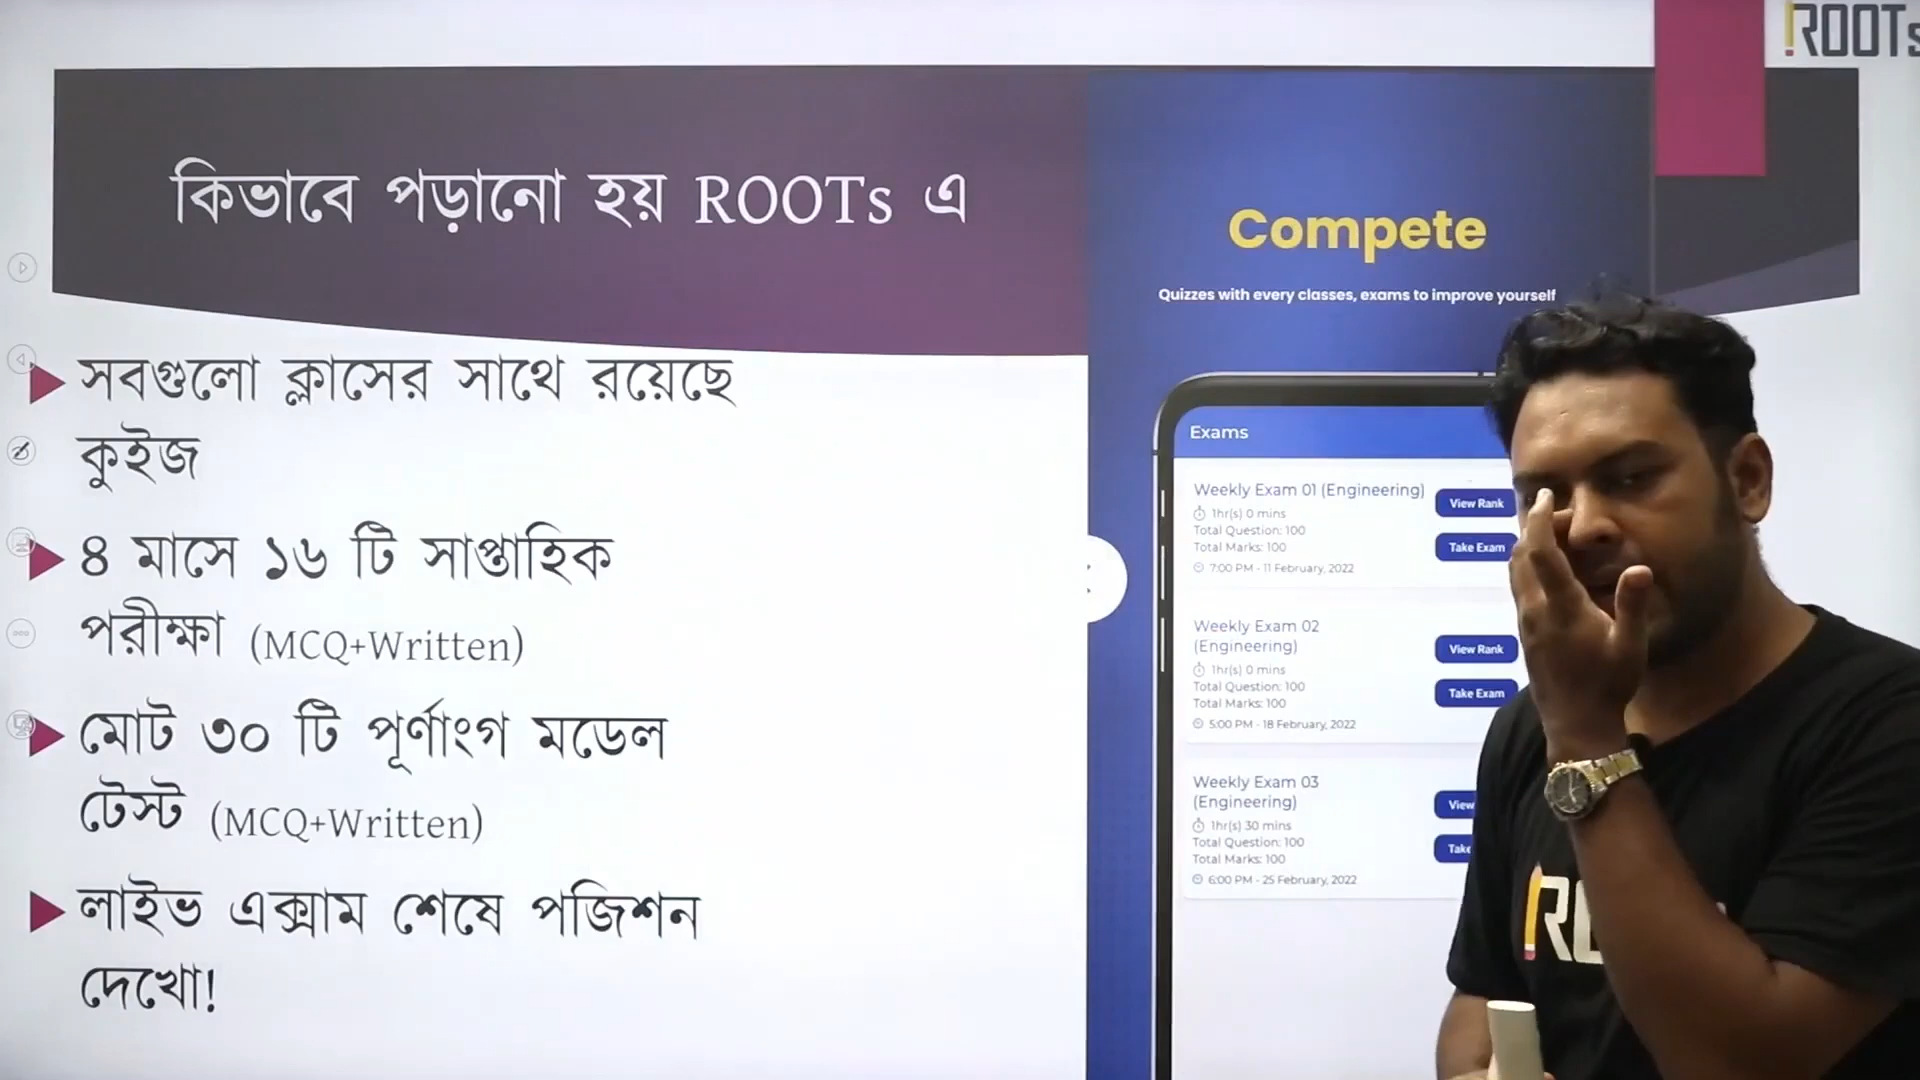 ROOTs
কিভাবে পড়ানো হয় ROOTs এ
সবগুলো ক্লাসের সাথে রয়েছে
কুইজ
৪ মাসে ১৬ টি সাপ্তাহিক
পরীক্ষা (MCQ+Written)
মোট ৩০ টি পূর্ণাংগ মডেল
টেস্ট (MCQ+Written)
লাইভ এক্সাম শেষে পজিশন
দেখো!
Compete
Quizzes with every classes, exams to improve yourself
Exams
Weekly Exam 01 (Engineering)
1hr(s) 0 mins
Total Question: 100
Total Marks: 100
7:00 PM - 11 February, 2022
View Rank
Take Exam
Weekly Exam 02
(Engineering)
1hr(s) 0 mins
Total Question: 100
Total Marks: 100
5:00 PM - 18 February, 2022
View Rank
Take Exam
Weekly Exam 03
(Engineering)
1hr(s) 30 mins
Total Question: 100
Total Marks: 100
6:00 PM - 25 February, 2022
View
Take